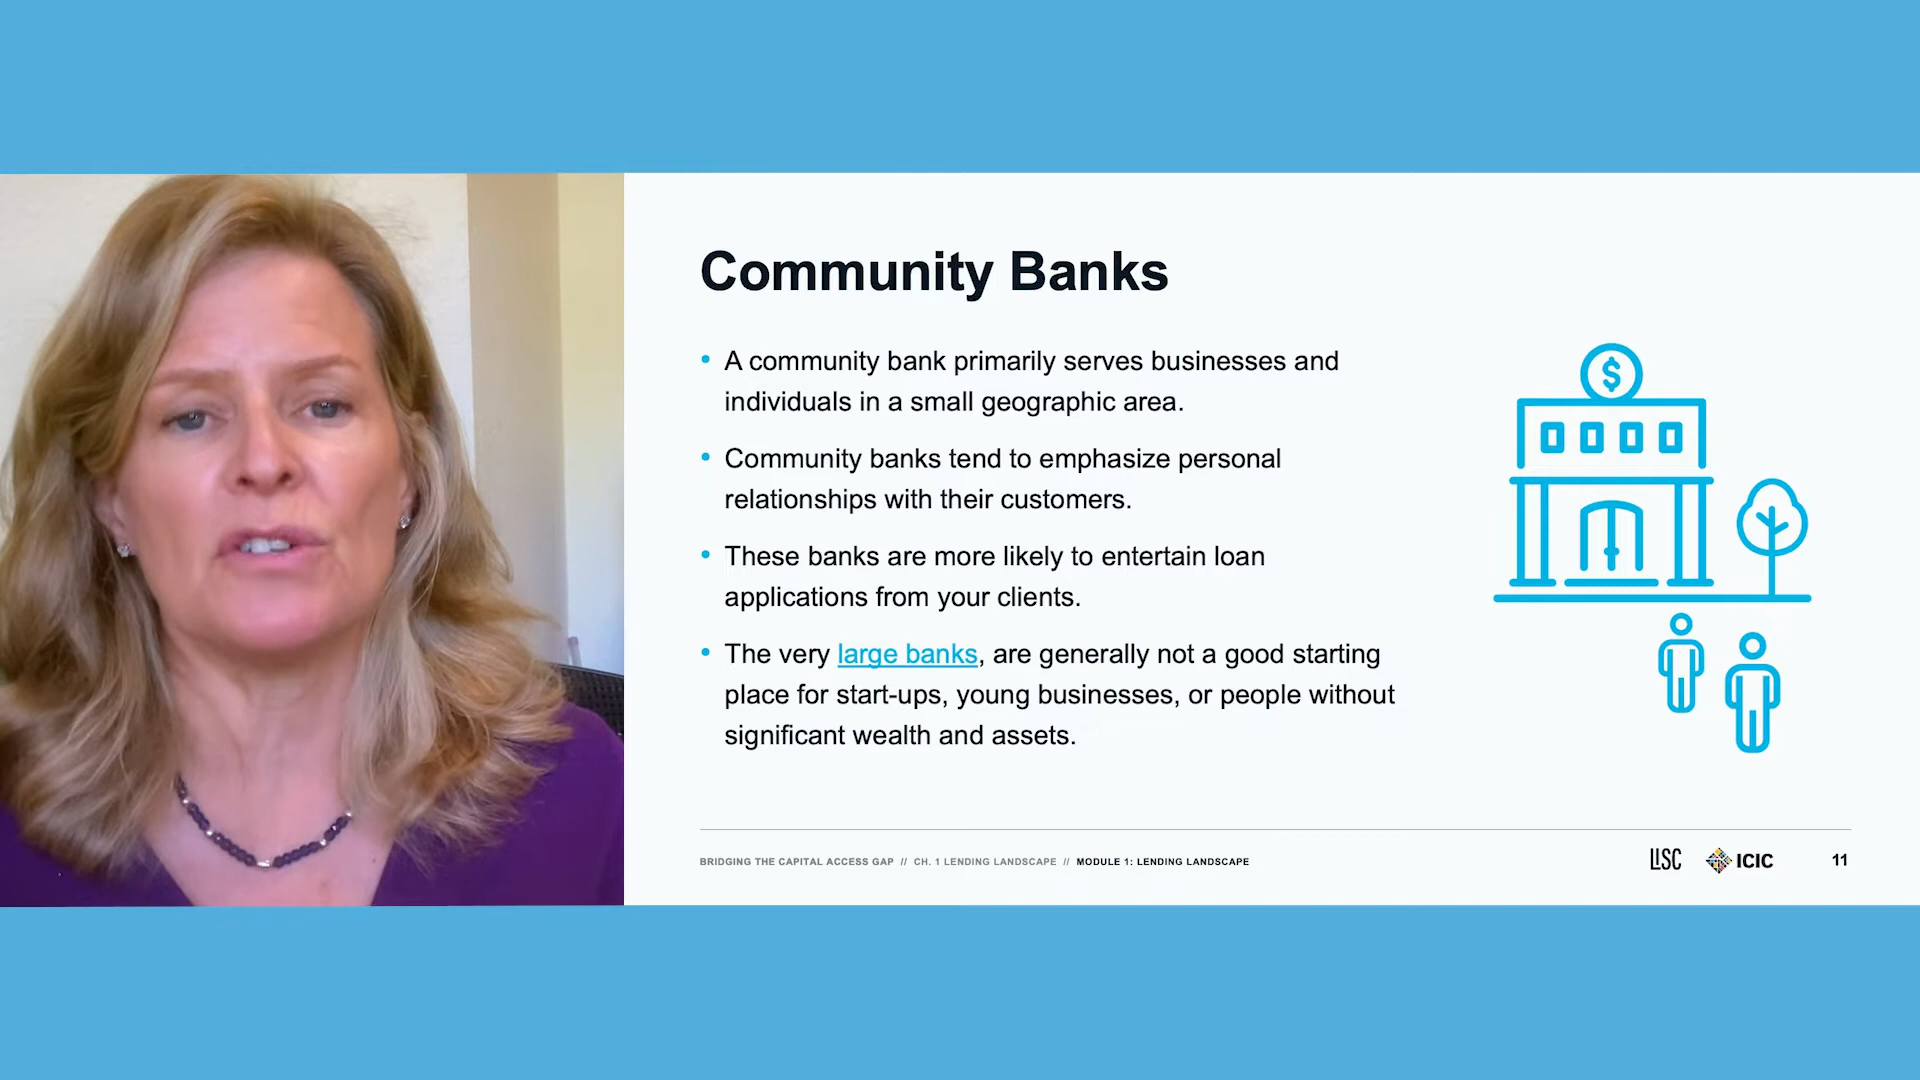 Community Banks
$
• A community bank primarily serves businesses and
individuals in a small geographic area.
• Community banks tend to emphasize personal
relationships with their customers.
• These banks are more likely to entertain loan
applications from your clients.
• The very large banks, are generally not a good starting
place for start-ups, young businesses, or people without
significant wealth and assets.
BRIDGING THE CAPITAL ACCESS GAP // CH. 1 LENDING LANDSCAPE // MODULE 1: LENDING LANDSCAPE
LISC ICIC 11